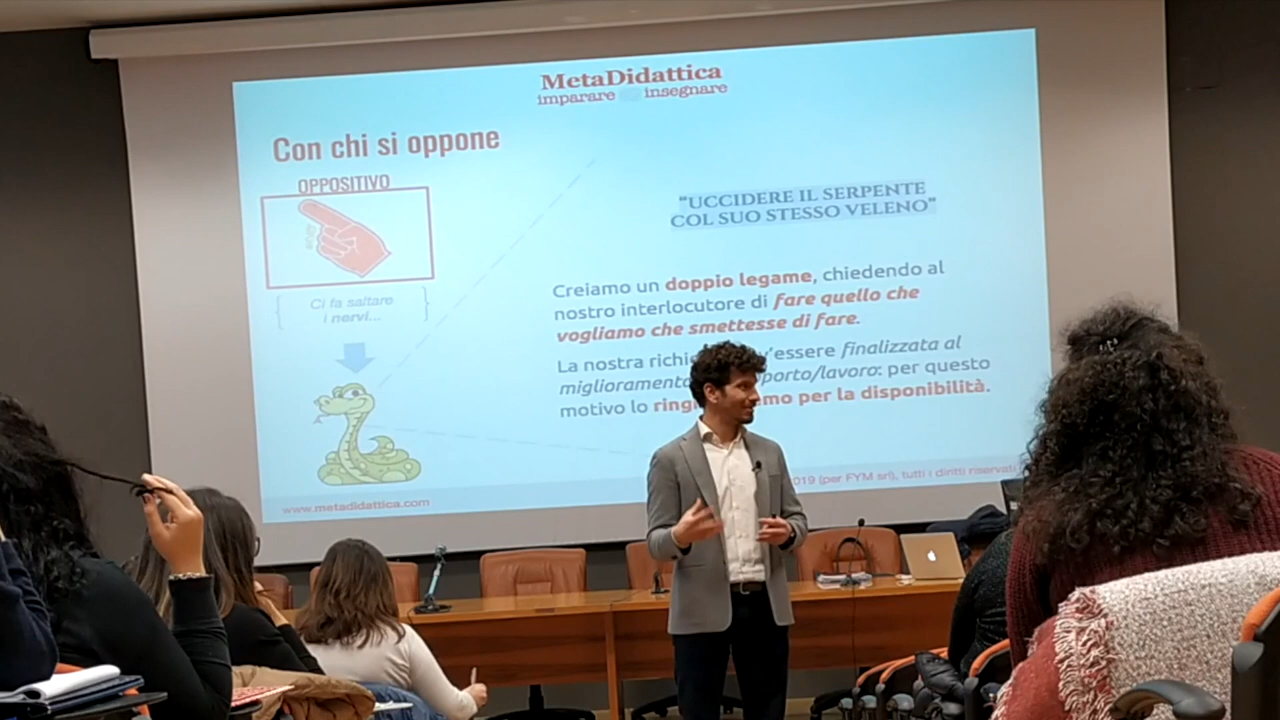 MetaDidattica
imparare insegnare
Con chi si oppone
OPPOSITIVO
Ci fa saltare
i nervi...
"UCCIDERE IL SERPENTE
COL SUO STESSO VELENO"
Creiamo un doppio legame, chiedendo al
nostro interlocutore di fare quello che
vogliamo che smettesse di fare.
La nostra essere finalizzata al
miglioramento lavoro: per questo
motivo lo per la disponibilità.
www.metadidattica.com
2019 (per FYM srl), tutti i diritti riservati